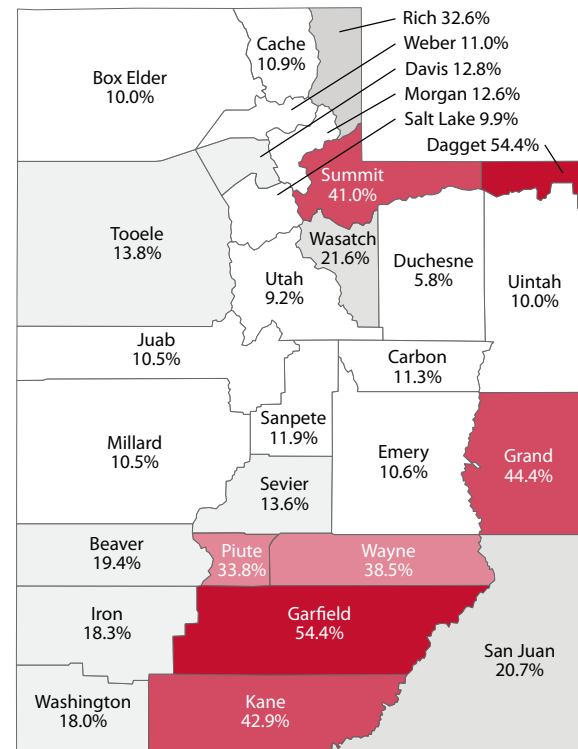 Rich 32.6%
Weber 11.0%
Davis 12.8%
Morgan 12.6%
Salt Lake 9.9%
Dagget 54.4%
Cache
10.9%
Box Elder
10.0%
Summit
41.0%
Tooele
13.8%
Wasatch
21.6%
Duchesne
5.8%
Uintah
10.0%
Utah
9.2%
Juab
10.5%
Carbon
11.3%
Sanpete
11.9%
Millard
10.5%
Emery
10.6%
Grand
44.4%
Sevier
13.6%
Beaver
19.4%
Piute
33.8%
Wayne
38.5%
Iron
18.3%
Garfield
54.4%
San Juan
20.7%
Washington
18.0%
Kane
42.9%